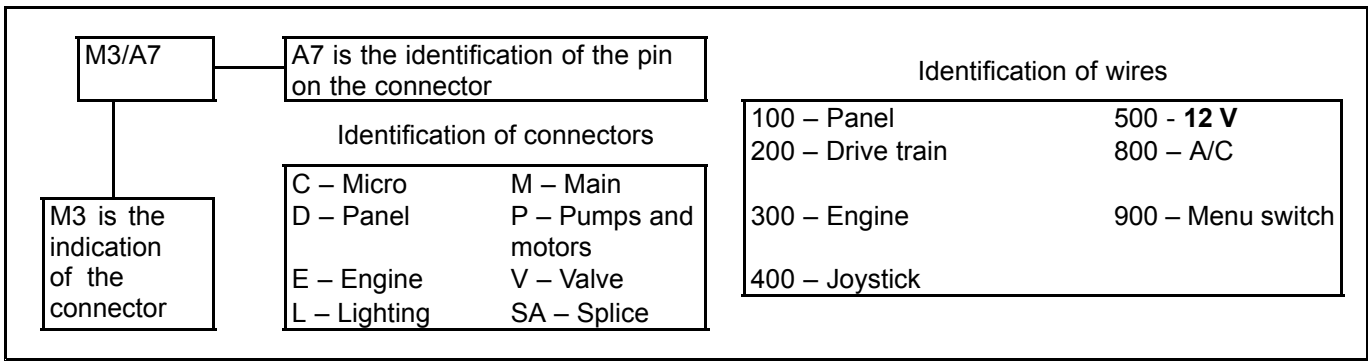 M3/A7
A7 is the identification of the pin
on the connector
M3 is the
indication
of the
connector
Identification of connectors
C – Micro M – Main
D – Panel P – Pumps and
motors
E – Engine V – Valve
L – Lighting SA – Splice
Identification of wires
100 – Panel 500 - 12 V
200 – Drive train 800 – A/C
300 – Engine 900 – Menu switch
400 – Joystick